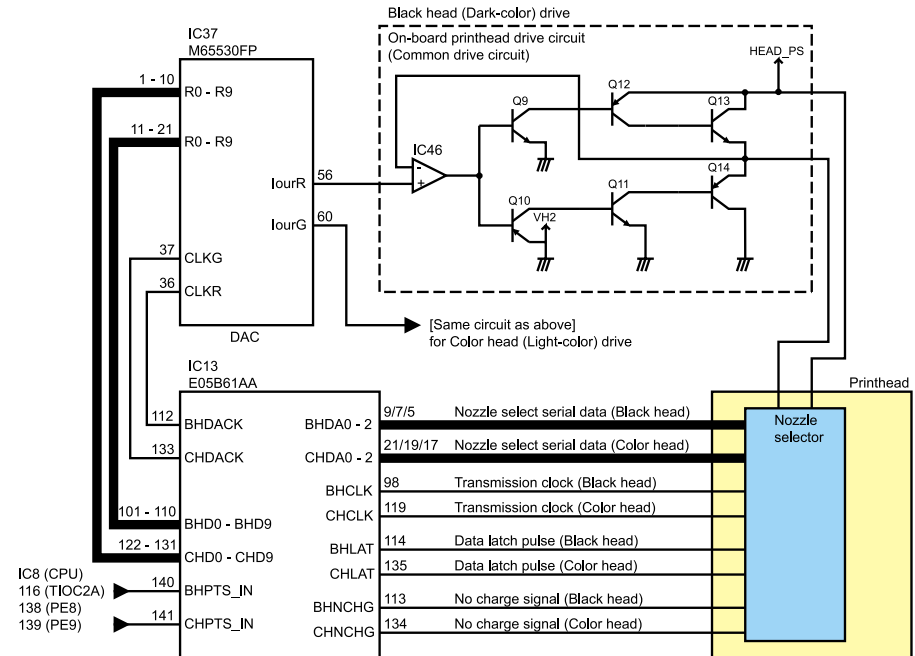 Black head (Dark-color) drive
On-board printhead drive circuit
(Common drive circuit)
HEAD_PS
IC37
M65530FP
1 - 10
R0 - R9
11 - 21
R0 - R9
IourR
56
IourG
60
37
CLKG
36
CLKR
DAC
IC46
-
+
Q9
Q12
Q13
Q10
VH2
Q11
Q14
[Same circuit as above]
for Color head (Light-color) drive
IC13
E05B61AA
112
BHDACK
133
CHDACK
101 - 110
BHD0 - BHD9
122 - 131
CHD0 - CHD9
IC8 (CPU)
116 (TIOC2A)
138 (PE8)
139 (PE9)
140
BHPTS_IN
141
CHPTS_IN
BHDA0 - 2
9/7/5
Nozzle select serial data (Black head)
CHDA0 - 2
21/19/17
Nozzle select serial data (Color head)
BHCLK
98
Transmission clock (Black head)
CHCLK
119
Transmission clock (Color head)
BHLAT
114
Data latch pulse (Black head)
CHLAT
135
Data latch pulse (Color head)
BHNCHG
113
No charge signal (Black head)
CHNCHG
134
No charge signal (Color head)
Printhead
Nozzle
selector